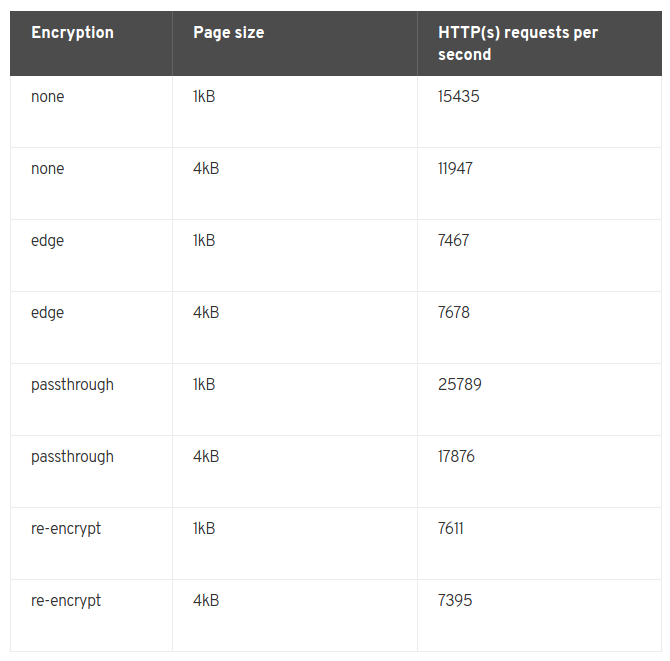 Encryption Page size HTTP(s) requests per
second
none 1kB 15435
none 4kB 11947
edge 1kB 7467
edge 4kB 7678
passthrough 1kB 25789
passthrough 4kB 17876
re-encrypt 1kB 7611
re-encrypt 4kB 7395